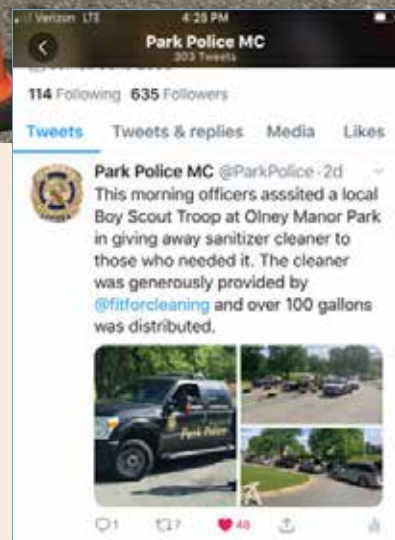 Verizon LTE 4:28 PM
Park Police MC
303 Tweets
114 Following 635 Followers
Tweets Tweets & replies Media Likes
Park Police MC @ParkPolice · 2d
This morning officers asssited a local
Boy Scout Troop at Olney Manor Park
in giving away sanitizer cleaner to
those who needed it. The cleaner
was generously provided by
@fitforcleaning and over 100 gallons
was distributed.
Park Police
1 17 46